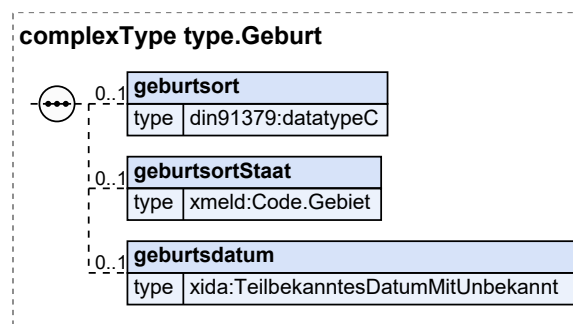 complexType type.Geburt
0..1 geburtsort
type din91379:datatypeC
0..1 geburtsortStaat
type xmeld:Code.Gebiet
0..1 geburtsdatum
type xida:TeilbekanntesDatumMitUnbekannt